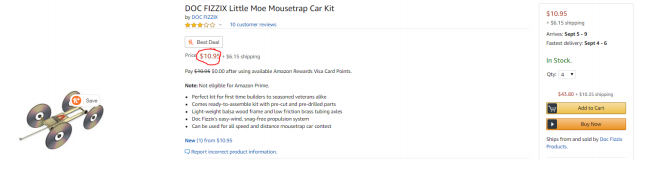 DOC FIZZIX Little Moe Mousetrap Car Kit
by DOC FIZZIX
10 customer reviews
Best Deal
Price: $10.95 + $6.15 shipping
Pay $10.95 $0.00 after using available Amazon Rewards Visa Card Points.
Note: Not eligible for Amazon Prime.
• Perfect kit for first time builders to seasoned veterans alike
• Comes ready-to-assemble kit with pre-cut and pre-drilled parts
• Light-weight balsa wood frame and low friction brass tubing axles
• Doc Fizzix's easy-wind, snag-free propulsion system
• Can be used for all speed and distance mousetrap car contest
New (1) from $10.95
Report incorrect product information.
Save
$10.95
+ $6.15 shipping
Arrives: Sept 5 - 9
Fastest delivery: Sept 4 - 6
In Stock.
Qty: 4
$43.80 + $10.35 shipping
Add to Cart
Buy Now
Ships from and sold by Doc Fizzix
Products.